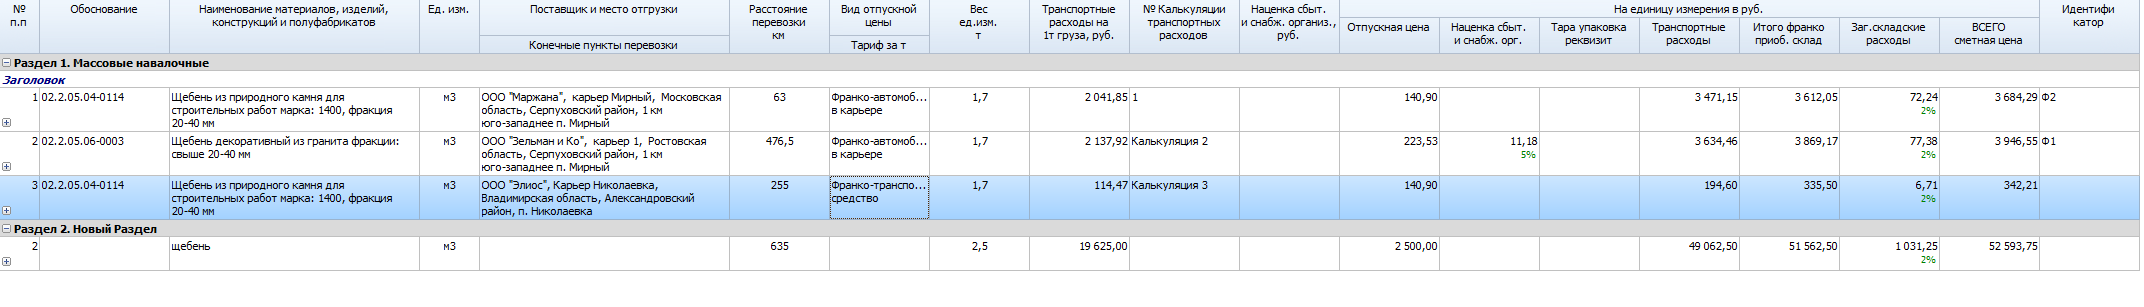 № п.п
Обоснование
Наименование материалов, изделий, конструкций и полуфабрикатов
Ед. изм.
Поставщик и место отгрузки
Конечные пункты перевозки
Расстояние перевозки км
Вид отпускной цены
Тариф за т
Вес ед.изм. т
Транспортные расходы на 1т груза, руб.
№ Калькуляции транспортных расходов
Наценка сбыт. и снабж. организ., руб.
На единицу измерения в руб.
Отпускная цена
Наценка сбыт. и снабж. орг.
Тара упаковка реквизит
Транспортные расходы
Итого франко приоб. склад
Заг.складские расходы
ВСЕГО сметная цена
Идентифи катор
Раздел 1. Массовые навалочные
Заголовок
1 02.2.05.04-0114 Щебень из природного камня для м3 ООО "Маржана", карьер Мирный, Московская 63 Франко-автомоб... 1,7 2 041,85 1 140,90 3 471,15 3 612,05 72,24 3 684,29 Ф2
строительных работ марка: 1400, фракция область, Серпуховский район, 1 км в карьере 2%
20-40 мм юго-западнее п. Мирный
2 02.2.05.06-0003 Щебень декоративный из гранита фракции: м3 ООО "Зельман и Ко", карьер 1, Ростовская 476,5 Франко-автомоб... 1,7 2 137,92 Калькуляция 2 223,53 11,18 3 634,46 3 869,17 77,38 3 946,55 Ф1
свыше 20-40 мм область, Серпуховский район, 1 км в карьере 5% 2%
юго-западнее п. Мирный
3 02.2.05.04-0114 Щебень из природного камня для м3 ООО "Элиос", Карьер Николаевка, 255 Франко-транспо... 1,7 114,47 Калькуляция 3 140,90 194,60 335,50 6,71 342,21
строительных работ марка: 1400, фракция Владимирская область, Александровский средство 2%
20-40 мм район, п. Николаевка
Раздел 2. Новый Раздел
2 щебень м3 635 2,5 19 625,00 2 500,00 49 062,50 51 562,50 1 031,25 52 593,75
2%